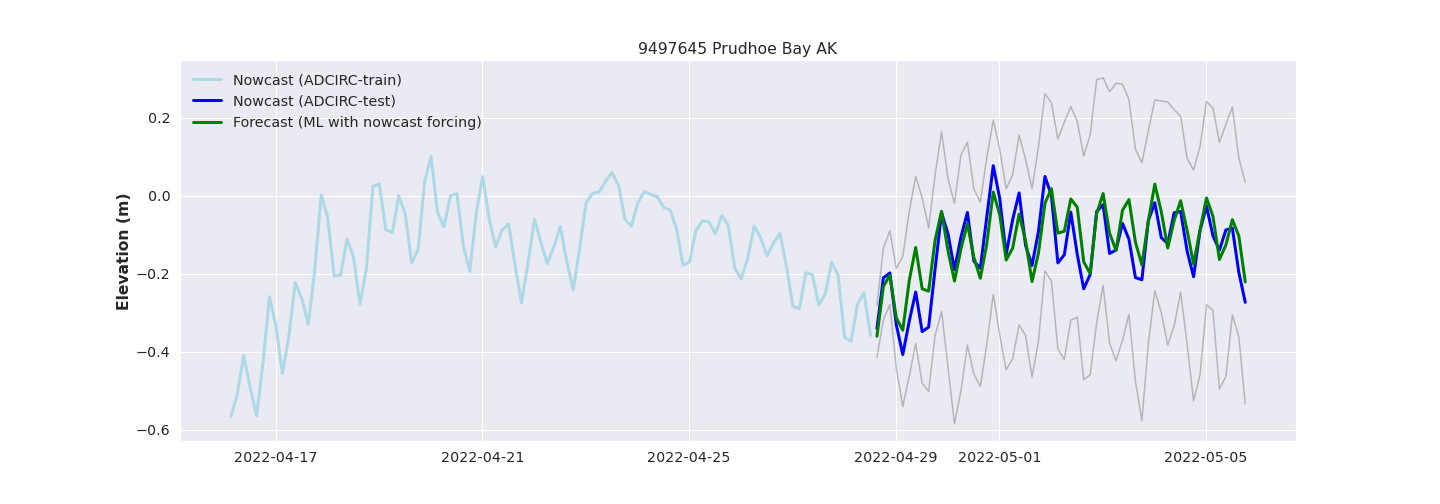 9497645 Prudhoe Bay AK
Nowcast (ADCIRC-train)
Nowcast (ADCIRC-test)
Forecast (ML with nowcast forcing)
Elevation (m)
0.2
0.0
−0.2
−0.4
−0.6
2022-04-17 2022-04-21 2022-04-25 2022-04-29 2022-05-01 2022-05-05